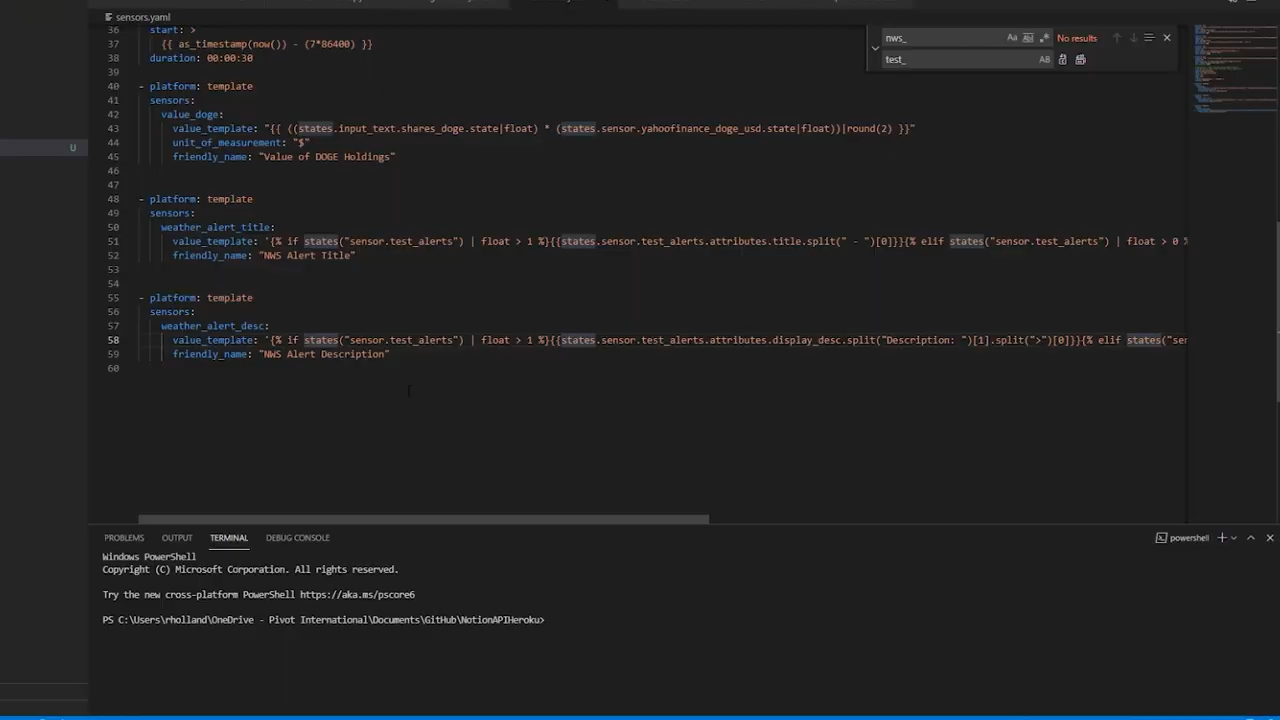 sensors.yaml
nws_
Aa
No results
test_
AB
36 start: >
37 {{ as_timestamp(now()) - (7*86400) }}
38 duration: 00:00:30
39
40 - platform: template
41 sensors:
42 value_doge:
43 value_template: "{{ ((states.input_text.shares_doge.state|float) * (states.sensor.yahoofinance_doge_usd.state|float))|round(2) }}"
44 unit_of_measurement: "$"
45 friendly_name: "Value of DOGE Holdings"
46
47
48 - platform: template
49 sensors:
50 weather_alert_title:
51 value_template: '{% if states("sensor.test_alerts") | float > 1 %}{{states.sensor.test_alerts.attributes.title.split(" - ")[0]}}{% elif states("sensor.test_alerts") | float > 0 %
52 friendly_name: "NWS Alert Title"
53
54
55 - platform: template
56 sensors:
57 weather_alert_desc:
58 value_template: '{% if states("sensor.test_alerts") | float > 1 %}{{states.sensor.test_alerts.attributes.display_desc.split("Description: ")[1].split(">")[0]}}{% elif states("sen
59 friendly_name: "NWS Alert Description"
60
U
PROBLEMS OUTPUT TERMINAL DEBUG CONSOLE
powershell
Windows PowerShell
Copyright (C) Microsoft Corporation. All rights reserved.
Try the new cross-platform PowerShell https://aka.ms/pscore6
PS C:\Users\rholland\OneDrive - Pivot International\Documents\GitHub\NotionAPIHeroku>